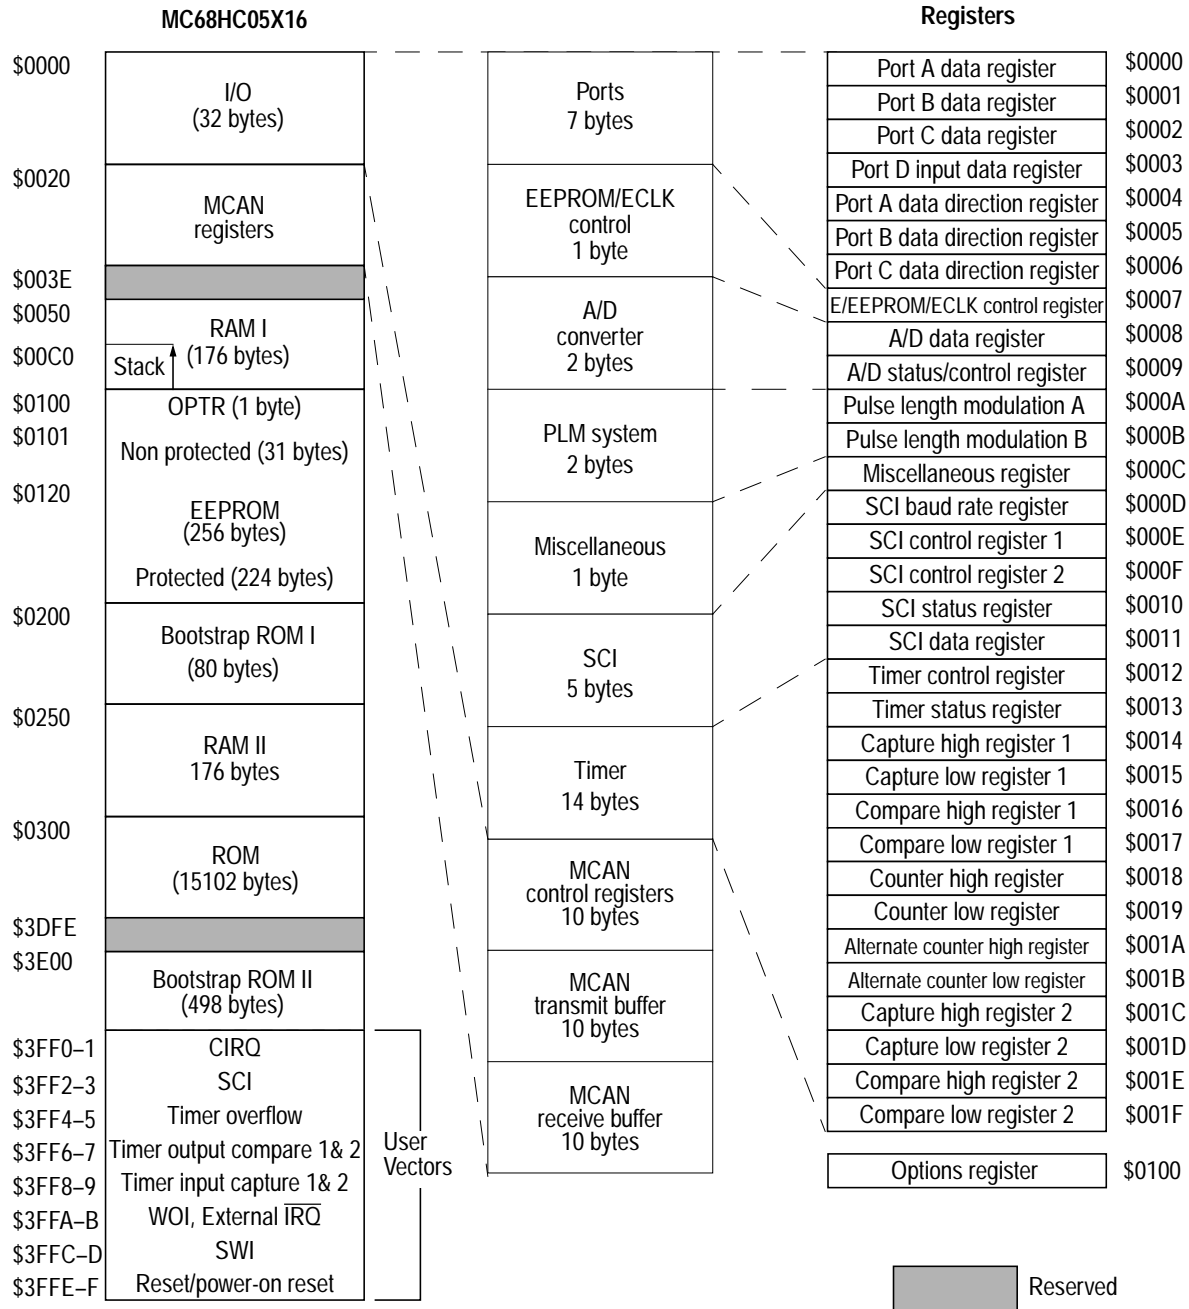 MC68HC05X16
$0000
I/O
(32 bytes)
$0020
MCAN
registers
$003E
$0050
RAM I
(176 bytes)
$00C0
Stack
$0100
OPTR (1 byte)
$0101
Non protected (31 bytes)
$0120
EEPROM
(256 bytes)
Protected (224 bytes)
$0200
Bootstrap ROM I
(80 bytes)
$0250
RAM II
176 bytes
$0300
ROM
(15102 bytes)
$3DFE
$3E00
Bootstrap ROM II
(498 bytes)
$3FF0–1
CIRQ
$3FF2–3
SCI
$3FF4–5
Timer overflow
$3FF6–7
Timer output compare 1& 2
$3FF8–9
Timer input capture 1& 2
$3FFA–B
WOI, External IRQ
$3FFC–D
SWI
$3FFE–F
Reset/power-on reset
User
Vectors
Ports
7 bytes
EEPROM/ECLK
control
1 byte
A/D
converter
2 bytes
PLM system
2 bytes
Miscellaneous
1 byte
SCI
5 bytes
Timer
14 bytes
MCAN
control registers
10 bytes
MCAN
transmit buffer
10 bytes
MCAN
receive buffer
10 bytes
Registers
Port A data register $0000
Port B data register $0001
Port C data register $0002
Port D input data register $0003
Port A data direction register $0004
Port B data direction register $0005
Port C data direction register $0006
E/EEPROM/ECLK control register $0007
A/D data register $0008
A/D status/control register $0009
Pulse length modulation A $000A
Pulse length modulation B $000B
Miscellaneous register $000C
SCI baud rate register $000D
SCI control register 1 $000E
SCI control register 2 $000F
SCI status register $0010
SCI data register $0011
Timer control register $0012
Timer status register $0013
Capture high register 1 $0014
Capture low register 1 $0015
Compare high register 1 $0016
Compare low register 1 $0017
Counter high register $0018
Counter low register $0019
Alternate counter high register $001A
Alternate counter low register $001B
Capture high register 2 $001C
Capture low register 2 $001D
Compare high register 2 $001E
Compare low register 2 $001F
Options register $0100
Reserved